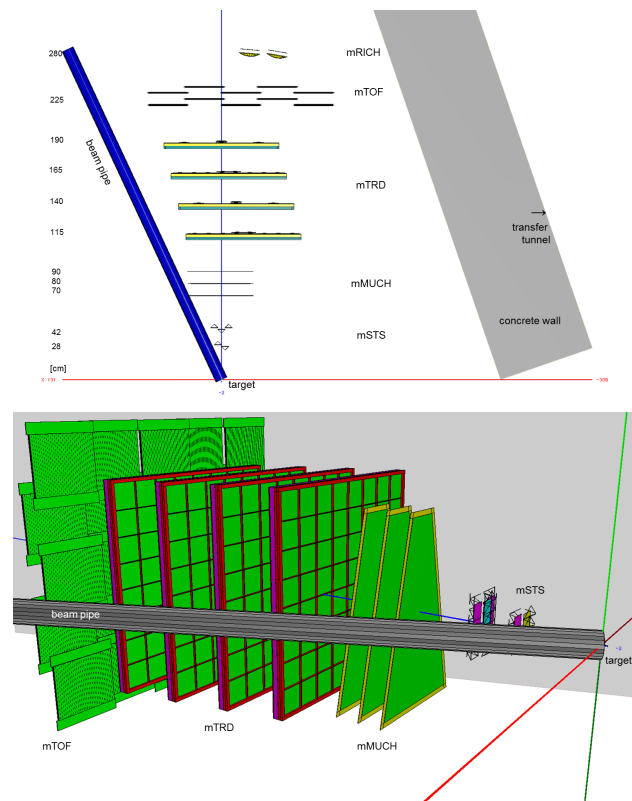 280
mRICH
mTOF
225
beam pipe
190
165
mTRD
140
transfer
tunnel
115
90
80
70
mMUCH
concrete wall
42
28
mSTS
[cm]
target
beam pipe
mSTS
target
mTOF
mTRD
mMUCH